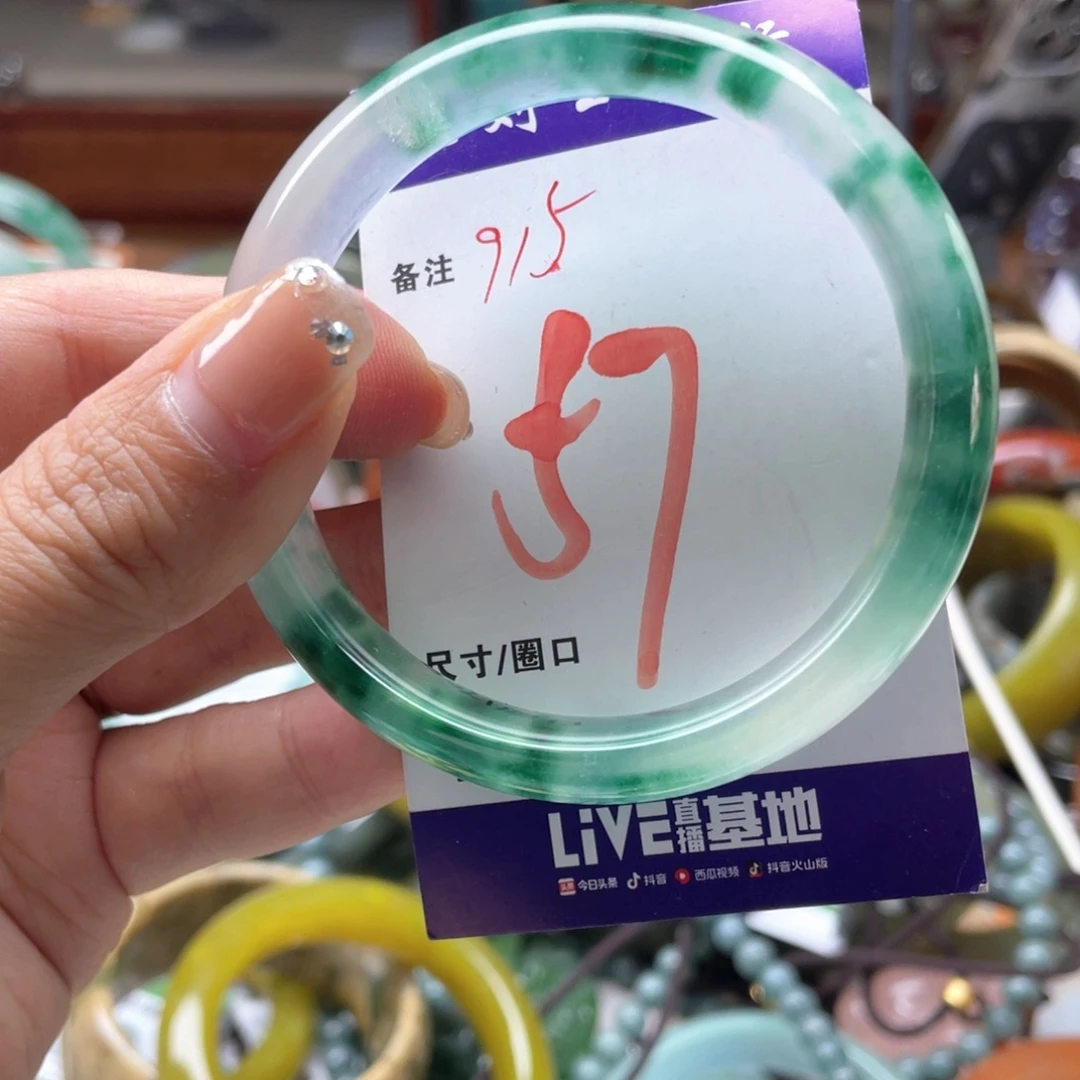 备注 915
57
尺寸/圈口
LiVE直播基地
今日头条 抖音 西瓜视频 抖音火山版